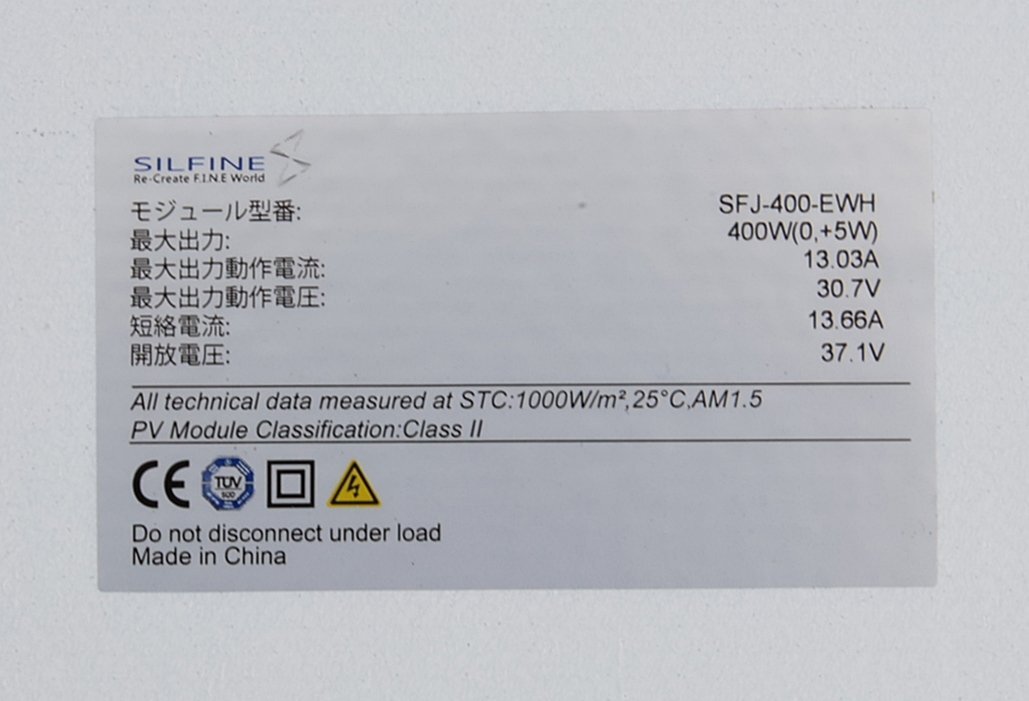 SILFINE
Re-Create F.I.N.E World
モジュール型番: SFJ-400-EWH
最大出力: 400W(0,+5W)
最大出力動作電流: 13.03A
最大出力動作電圧: 30.7V
短絡電流: 13.66A
開放電圧: 37.1V
All technical data measured at STC:1000W/m²,25°C,AM1.5
PV Module Classification:Class II
CE TÜV SÜD
Do not disconnect under load
Made in China